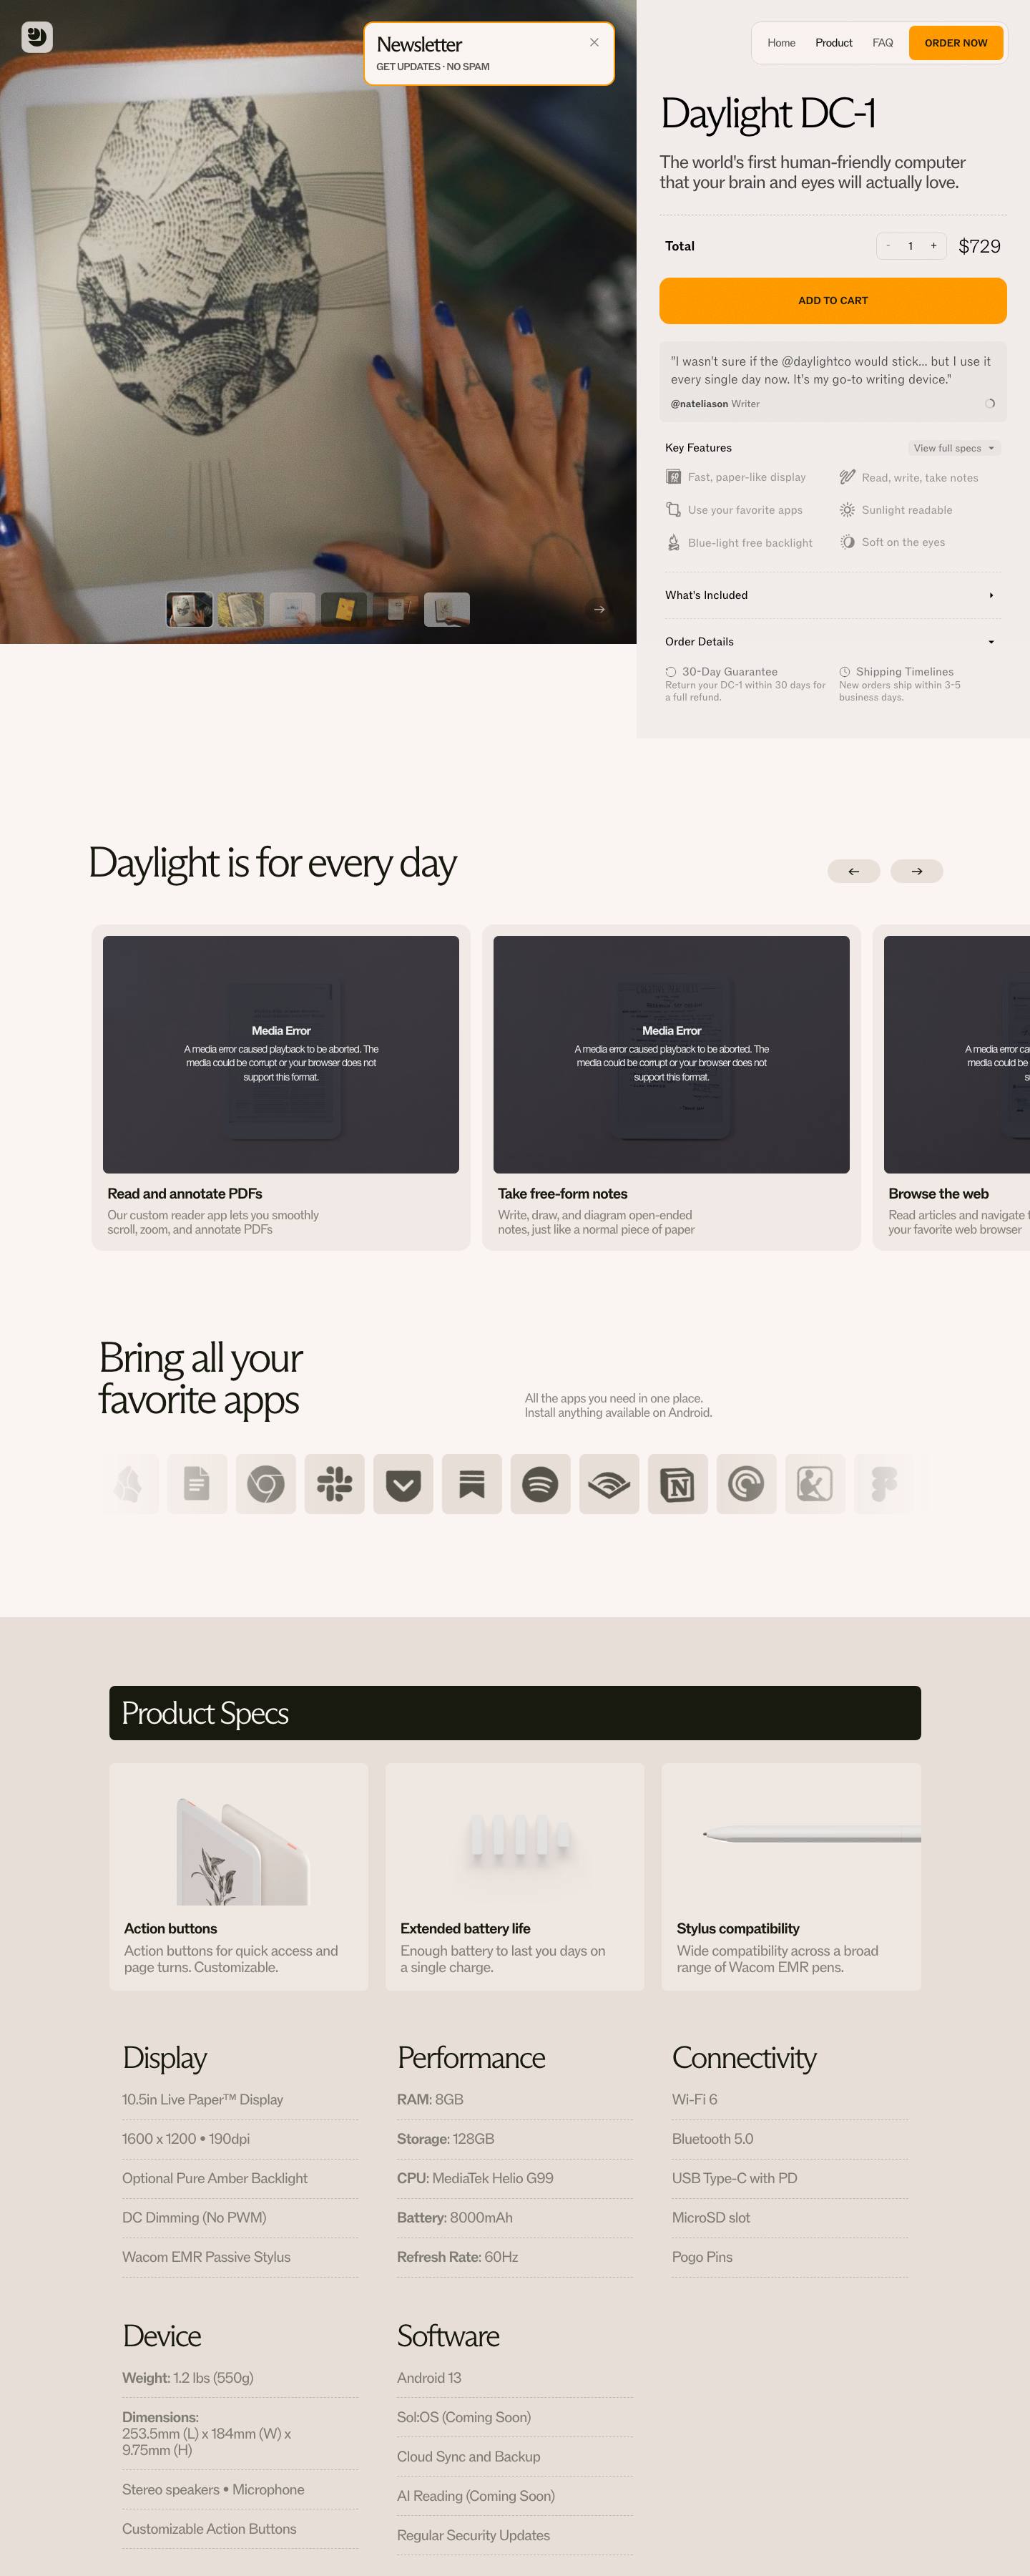 Newsletter
GET UPDATES · NO SPAM
Home Product FAQ ORDER NOW
Daylight DC-1
The world's first human-friendly computer
that your brain and eyes will actually love.
Total - 1 + $729
ADD TO CART
"I wasn't sure if the @daylightco would stick... but I use it
every single day now. It's my go-to writing device."
@nateliason Writer
Key Features View full specs
Fast, paper-like display
Read, write, take notes
Use your favorite apps
Sunlight readable
Blue-light free backlight
Soft on the eyes
What's Included
Order Details
30-Day Guarantee
Return your DC-1 within 30 days for
a full refund.
Shipping Timelines
New orders ship within 3-5
business days.
Daylight is for every day
Media Error
A media error caused playback to be aborted. The
media could be corrupt or your browser does not
support this format.
Read and annotate PDFs
Our custom reader app lets you smoothly
scroll, zoom, and annotate PDFs
Media Error
A media error caused playback to be aborted. The
media could be corrupt or your browser does not
support this format.
Take free-form notes
Write, draw, and diagram open-ended
notes, just like a normal piece of paper
A media error ca
media could be
s
Browse the web
Read articles and navigate t
your favorite web browser
Bring all your
favorite apps
All the apps you need in one place.
Install anything available on Android.
N
Product Specs
Action buttons
Action buttons for quick access and
page turns. Customizable.
Extended battery life
Enough battery to last you days on
a single charge.
Stylus compatibility
Wide compatibility across a broad
range of Wacom EMR pens.
Display
10.5in Live Paper™ Display
1600 x 1200 • 190dpi
Optional Pure Amber Backlight
DC Dimming (No PWM)
Wacom EMR Passive Stylus
Performance
RAM: 8GB
Storage: 128GB
CPU: MediaTek Helio G99
Battery: 8000mAh
Refresh Rate: 60Hz
Connectivity
Wi-Fi 6
Bluetooth 5.0
USB Type-C with PD
MicroSD slot
Pogo Pins
Device
Weight: 1.2 lbs (550g)
Dimensions:
253.5mm (L) x 184mm (W) x
9.75mm (H)
Stereo speakers • Microphone
Customizable Action Buttons
Software
Android 13
Sol:OS (Coming Soon)
Cloud Sync and Backup
AI Reading (Coming Soon)
Regular Security Updates